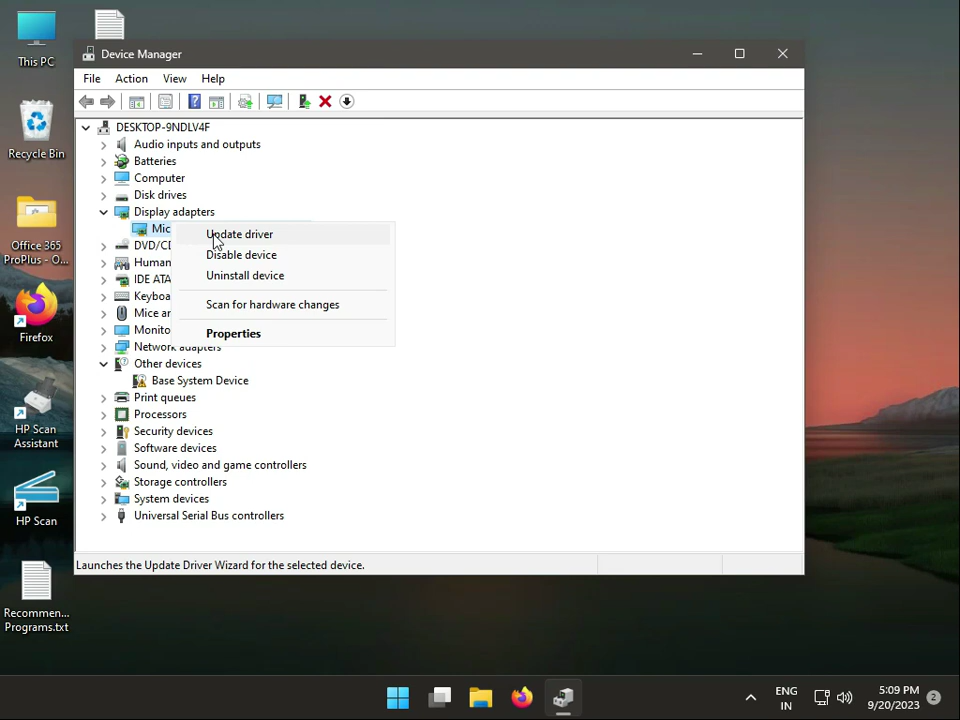 This PC
Recycle Bin
Office 365
ProPlus - O...
Firefox
HP Scan
Assistant
HP Scan
Recommen...
Programs.txt
Device Manager
File Action View Help
DESKTOP-9NDLV4F
Audio inputs and outputs
Batteries
Computer
Disk drives
Display adapters
Mic
DVD/CD
Human
IDE ATA
Keyboa
Mice an
Monito
Network adapters
Other devices
Base System Device
Print queues
Processors
Security devices
Software devices
Sound, video and game controllers
Storage controllers
System devices
Universal Serial Bus controllers
Update driver
Disable device
Uninstall device
Scan for hardware changes
Properties
Launches the Update Driver Wizard for the selected device.
ENG
IN
5:09 PM
9/20/2023
2